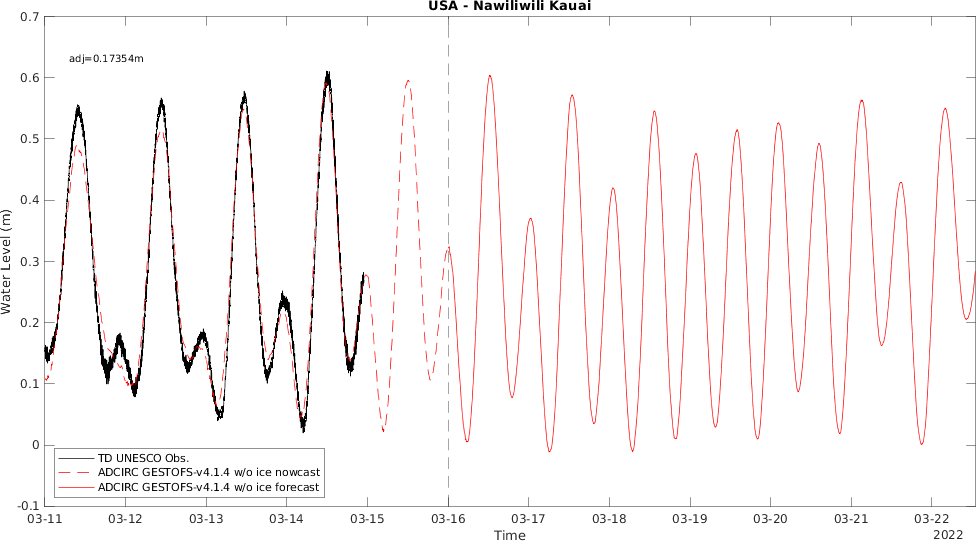 USA - Nawiliwili Kauai
adj=0.17354m
0.7
0.6
0.5
0.4
0.3
0.2
0.1
0
-0.1
Water Level (m)
TD UNESCO Obs.
ADCIRC GESTOFS-v4.1.4 w/o ice nowcast
ADCIRC GESTOFS-v4.1.4 w/o ice forecast
03-11 03-12 03-13 03-14 03-15 03-16 03-17 03-18 03-19 03-20 03-21 03-22
Time
2022